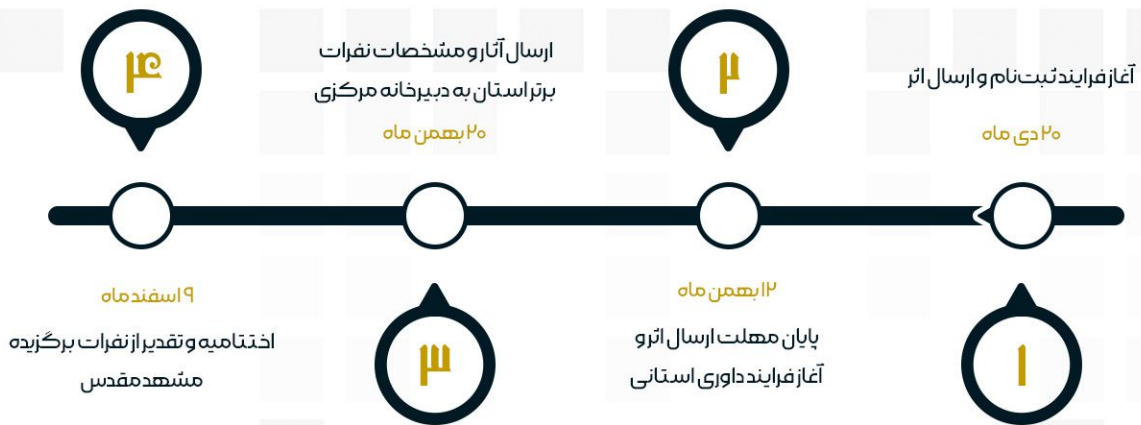 ۱
آغاز فرایند ثبت‌نام و ارسال اثر
۲۰ دی ماه
۲
۱۲ بهمن ماه
پایان مهلت ارسال اثر و
آغاز فرایند داوری استانی
۳
ارسال آثار و مشخصات نفرات
برتر استان به دبیرخانه مرکزی
۲۰ بهمن ماه
۴
۹ اسفند ماه
اختتامیه و تقدیر از نفرات برگزیده
مشهد مقدس